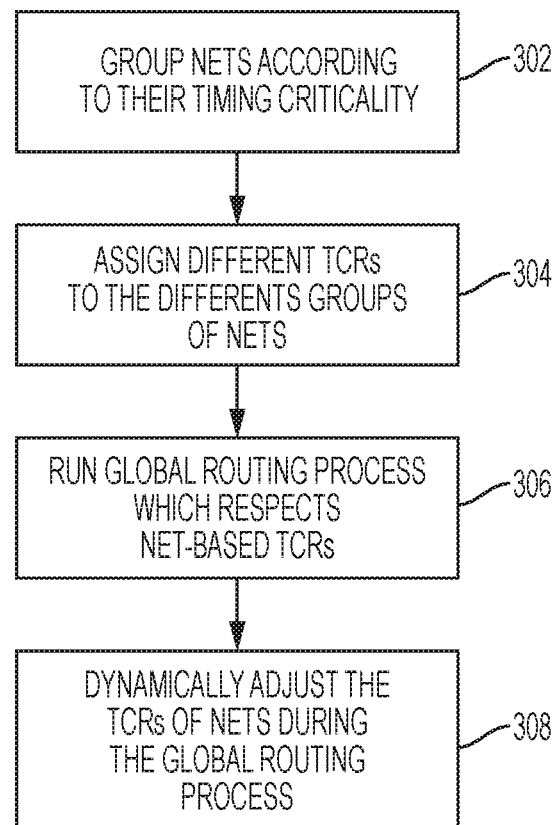 GROUP NETS ACCORDING
TO THEIR TIMING CRITICALITY
302
ASSIGN DIFFERENT TCRs
TO THE DIFFERENTS GROUPS
OF NETS
304
RUN GLOBAL ROUTING PROCESS
WHICH RESPECTS
NET-BASED TCRs
306
DYNAMICALLY ADJUST THE
TCRs OF NETS DURING
THE GLOBAL ROUTING
PROCESS
308